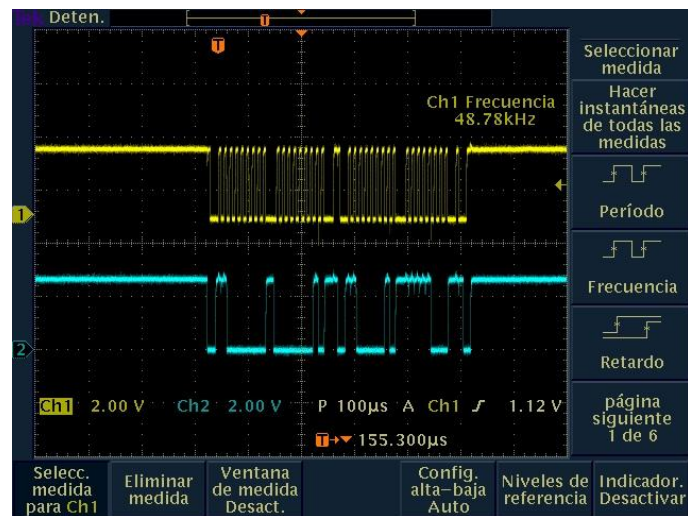 Tek Deten.
T
T
Seleccionar
medida
Hacer
instantáneas
de todas las
medidas
Ch1 Frecuencia
48.78kHz
1
Período
Frecuencia
2
Retardo
Ch1 2.00 V Ch2 2.00 V P 100µs A Ch1 1.12 V
T 155.300µs
página
siguiente
1 de 6
Selecc.
medida
para Ch1
Eliminar
medida
Ventana
de medida
Desact.
Config.
alta-baja
Auto
Niveles de
referencia
Indicador.
Desactivar